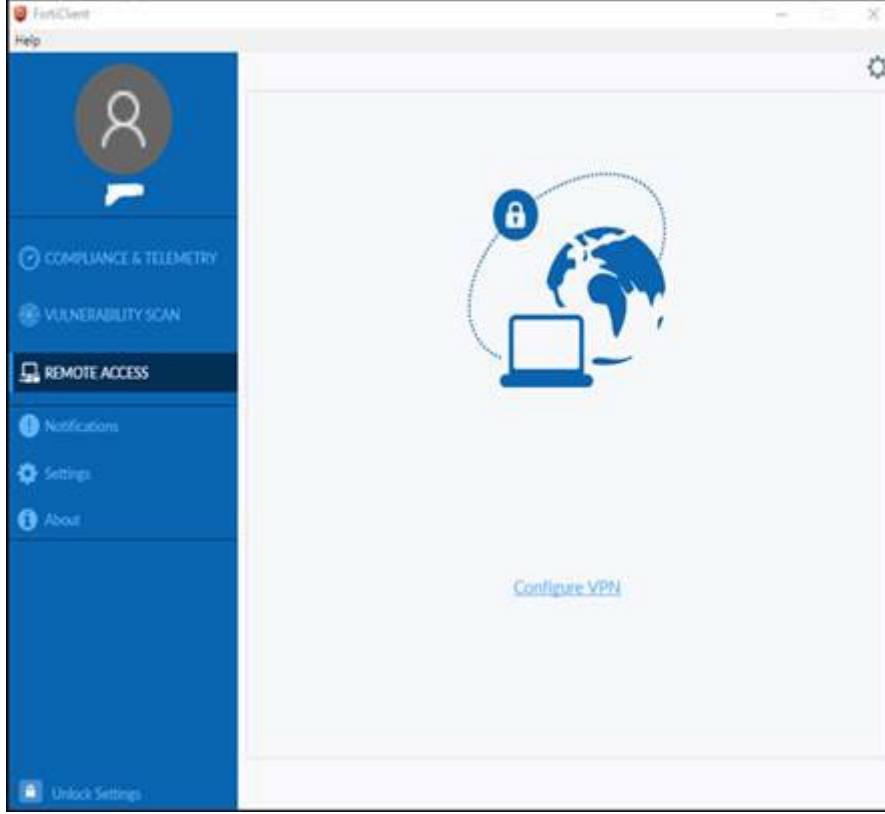 FortiClient
Help
COMPLIANCE & TELEMETRY
VULNERABILITY SCAN
REMOTE ACCESS
Notifications
Settings
About
Configure VPN
Unlock Settings